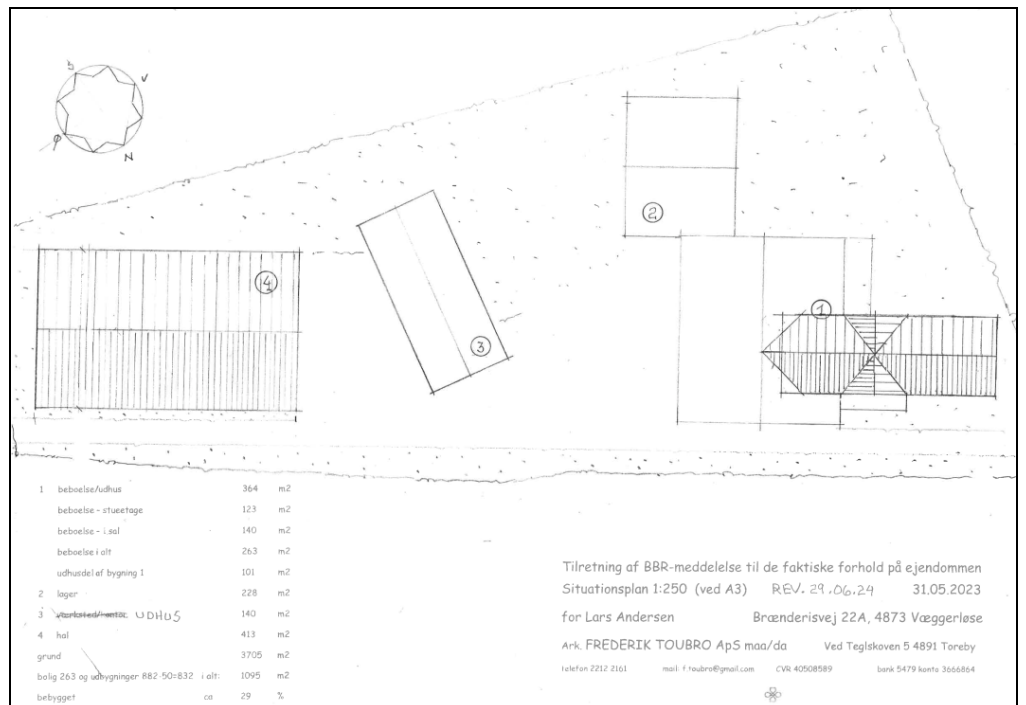 S
V
Ø
N
2
1
4
3
1 beboelse/udhus 364 m2
beboelse - stueetage 123 m2
beboelse - i sal 140 m2
beboelse i alt 263 m2
udhusdel af bygning 1 101 m2
2 lager 228 m2
3 UDHUS 140 m2
4 hal 413 m2
grund 3705 m2
bolig 263 og udbygninger 882-50=832 i alt: 1095 m2
bebygget ca 29 %
Tilretning af BBR-meddelelse til de faktiske forhold på ejendommen
Situationsplan 1:250 (ved A3) REV. 29.06.24 31.05.2023
for Lars Andersen Brænderisvej 22A, 4873 Væggerløse
Ark. FREDERIK TOUBRO ApS maa/da Ved Teglskoven 5 4891 Toreby
telefon 2212 2161 mail: f.toubro@gmail.com CVR 40508589 bank 5479 konto 3666864